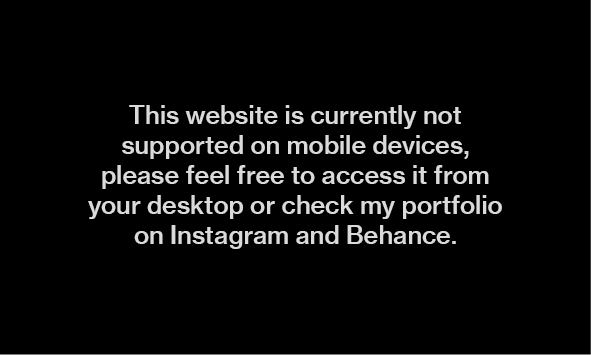 This website is currently not
supported on mobile devices,
please feel free to access it from
your desktop or check my portfolio
on Instagram and Behance.